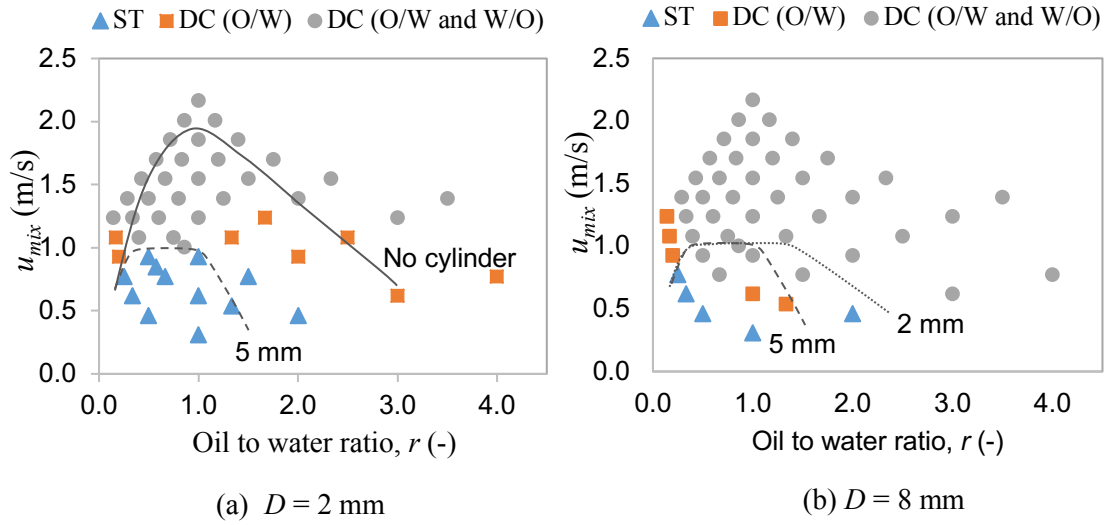 ST DC (O/W) DC (O/W and W/O)
2.5
2.0
1.5
1.0
0.5
0.0
u_mix (m/s)
No cylinder
5 mm
0.0 1.0 2.0 3.0 4.0
Oil to water ratio, r (-)
(a) D = 2 mm
ST DC (O/W) DC (O/W and W/O)
2.5
2.0
1.5
1.0
0.5
0.0
u_mix (m/s)
2 mm
5 mm
0.0 1.0 2.0 3.0 4.0
Oil to water ratio, r (-)
(b) D = 8 mm